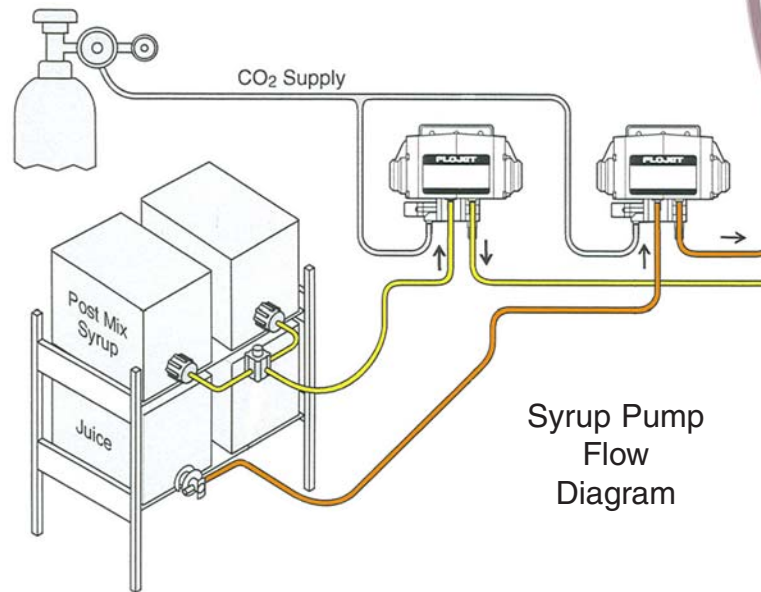 CO₂ Supply
FLOJET
FLOJET
Post Mix
Syrup
Juice
Syrup Pump
Flow
Diagram